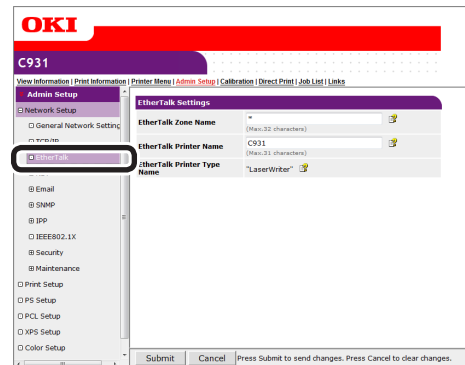 OKI
C931
View Information | Print Information | Printer Menu | Admin Setup | Calibration | Direct Print | Job List | Links
Admin Setup
Network Setup
General Network Setting
TCP/IP
EtherTalk
Email
SNMP
IPP
IEEE802.1X
Security
Maintenance
Print Setup
PS Setup
PCL Setup
XPS Setup
Color Setup
EtherTalk Settings
EtherTalk Zone Name
*
(Max.32 characters)
EtherTalk Printer Name
C931
(Max.31 characters)
EtherTalk Printer Type
Name
"LaserWriter"
Submit Cancel Press Submit to send changes. Press Cancel to clear changes.